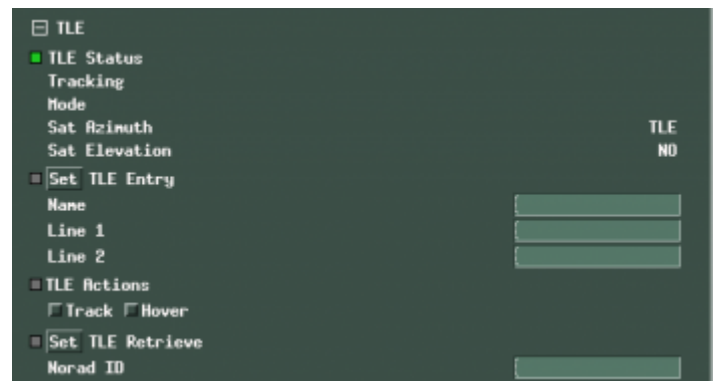 TLE
TLE Status
Tracking
Mode
Sat Azimuth TLE
Sat Elevation NO
Set TLE Entry
Name
Line 1
Line 2
TLE Actions
Track Hover
Set TLE Retrieve
Norad ID